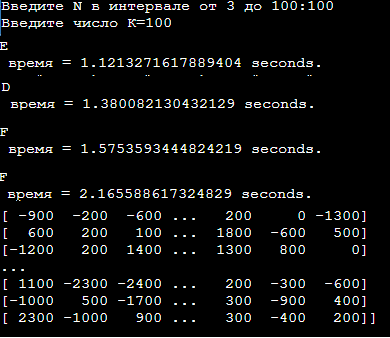 Введите N в интервале от 3 до 100:100
Введите число K=100
E
время = 1.1213271617889404 seconds.
D
время = 1.380082130432129 seconds.
F
время = 1.5753593444824219 seconds.
F
время = 2.165588617324829 seconds.
[ -900 -200 -600 ... 200 0 -1300]
[ 600 200 100 ... 1800 -600 500]
[-1200 200 1400 ... 1300 800 0]
...
[ 1100 -2300 -2400 ... 200 -300 -600]
[-1000 500 -1700 ... 300 -900 400]
[ 2300 -1000 900 ... 300 -400 200]]